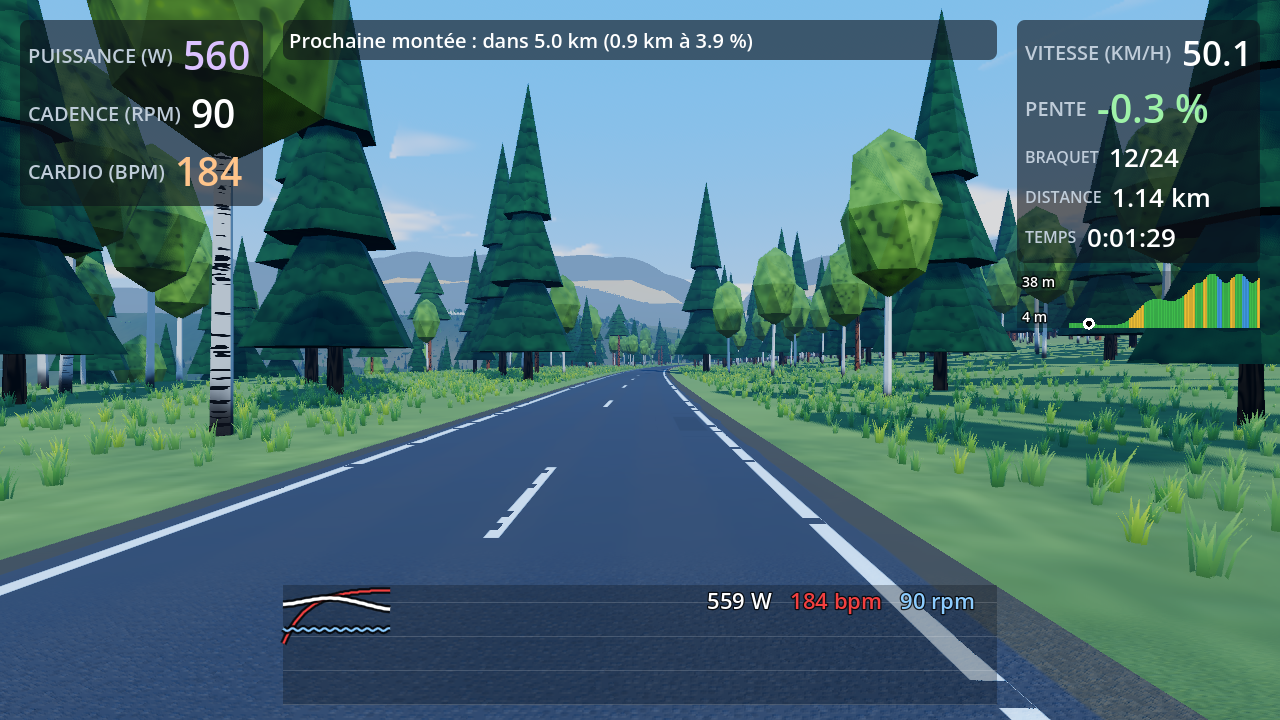 PUISSANCE (W) 560
CADENCE (RPM) 90
CARDIO (BPM) 184
Prochaine montée : dans 5.0 km (0.9 km à 3.9 %)
VITESSE (KM/H) 50.1
PENTE -0.3 %
BRAQUET 12/24
DISTANCE 1.14 km
TEMPS 0:01:29
38 m
4 m
559 W 184 bpm 90 rpm